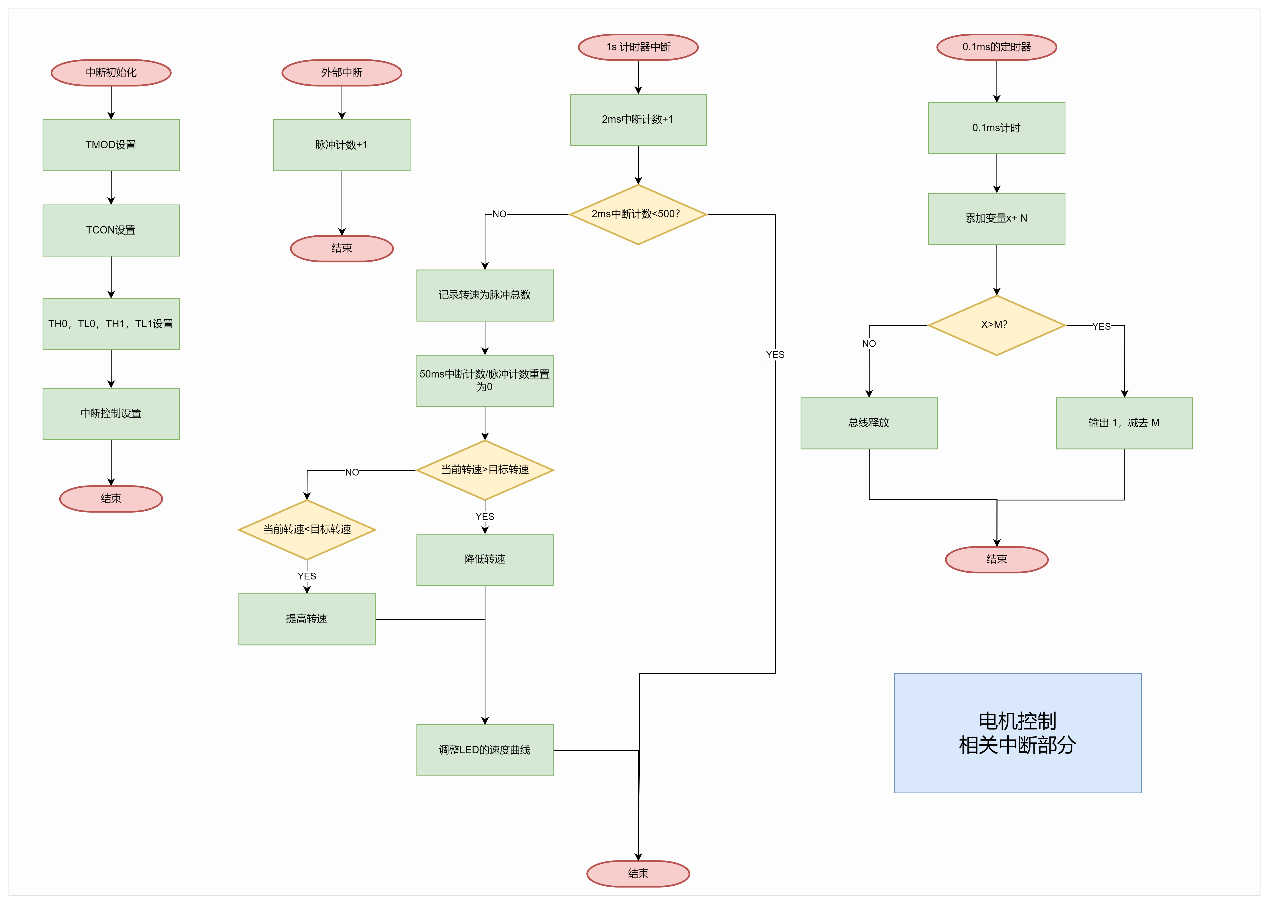 中断初始化
TMOD设置
TCON设置
TH0，TL0，TH1，TL1设置
中断控制设置
结束
外部中断
脉冲计数+1
结束
1s 计时器中断
2ms中断计数+1
2ms中断计数<500?
NO
YES
记录转速为脉冲总数
50ms中断计数/脉冲计数重置
为0
当前转速>目标转速
NO
YES
当前转速<目标转速
YES
降低转速
提高转速
调整LED的速度曲线
结束
0.1ms的定时器
0.1ms计时
添加变量x+ N
X>M?
NO
YES
总线释放
输出 1，减去 M
结束
电机控制
相关中断部分